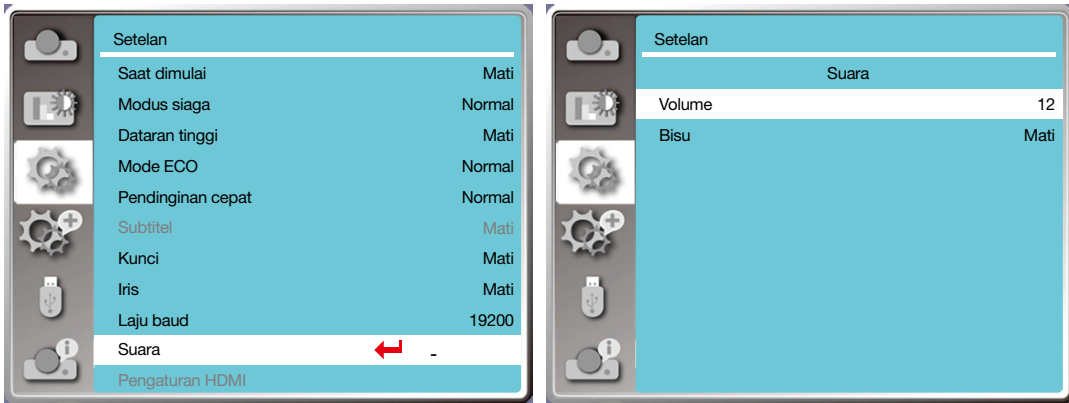 Setelan
Saat dimulai Mati
Modus siaga Normal
Dataran tinggi Mati
Mode ECO Normal
Pendinginan cepat Normal
Subtitel Mati
Kunci Mati
Iris Mati
Laju baud 19200
Suara -
Pengaturan HDMI
Setelan
Suara
Volume 12
Bisu Mati